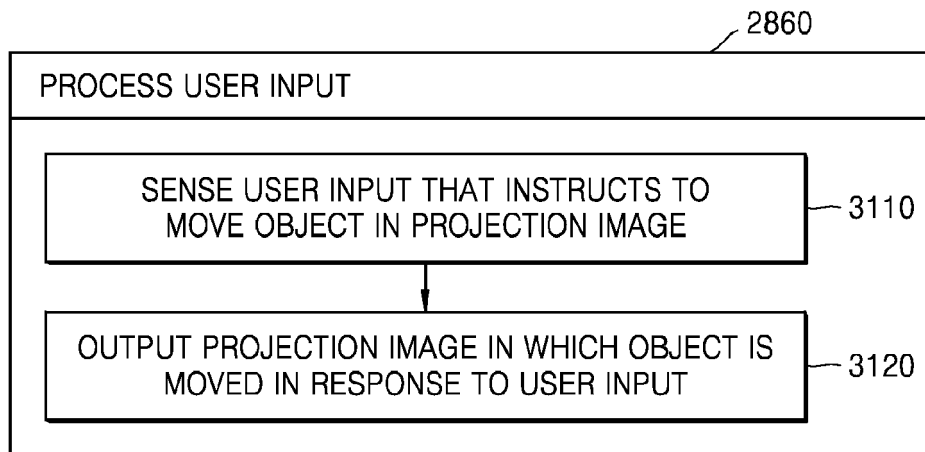 2860
PROCESS USER INPUT
SENSE USER INPUT THAT INSTRUCTS TO
MOVE OBJECT IN PROJECTION IMAGE
3110
OUTPUT PROJECTION IMAGE IN WHICH OBJECT IS
MOVED IN RESPONSE TO USER INPUT
3120